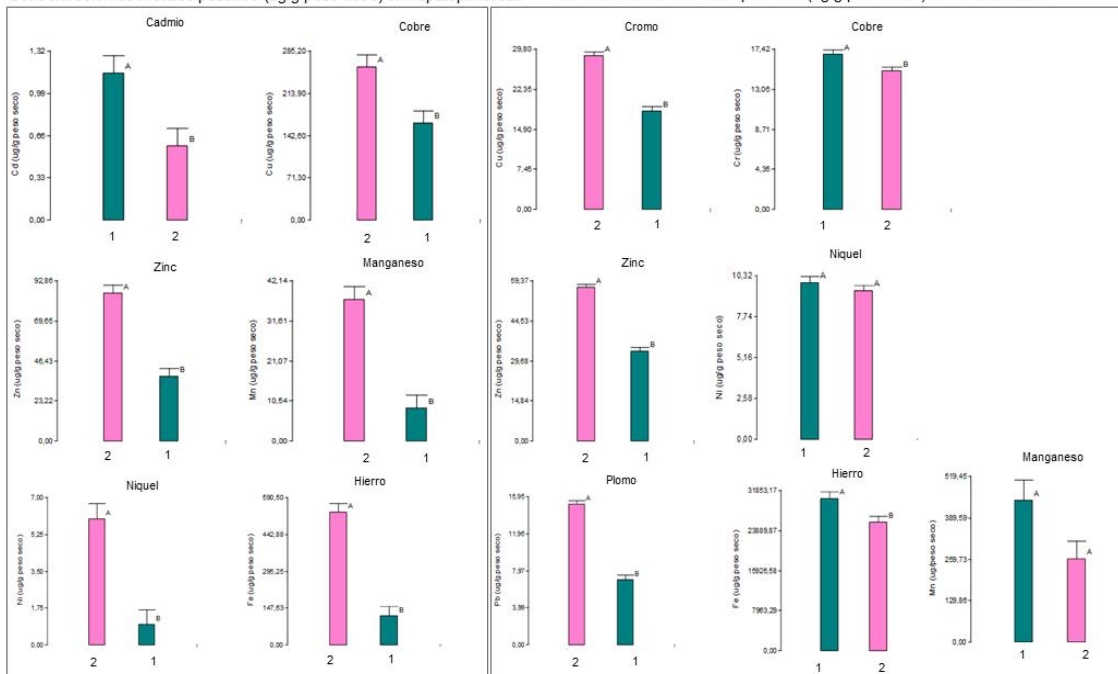 Cadmio
Cd (ug/g peso seco)
1,32
0,99
0,66
0,33
0,00
A
B
1 2
Cobre
Cu (ug/g peso seco)
285,20
213,90
142,60
71,30
0,00
A
B
2 1
Cromo
Cu (ug/g peso seco)
29,80
22,35
14,90
7,45
0,00
A
B
2 1
Cobre
Cr (ug/g peso seco)
17,42
13,06
8,71
4,35
0,00
A
B
1 2
Zinc
Zn (ug/g peso seco)
92,86
69,65
46,43
23,22
0,00
A
B
2 1
Manganeso
Mn (ug/g peso seco)
42,14
31,61
21,07
10,54
0,00
A
B
2 1
Zinc
Zn (ug/g peso seco)
59,37
44,53
29,68
14,84
0,00
A
B
2 1
Niquel
Ni (ug/g peso seco)
10,32
7,74
5,16
2,58
0,00
A
A
1 2
Niquel
Ni (ug/g peso seco)
7,00
5,25
3,50
1,75
0,00
A
B
2 1
Hierro
Fe (ug/g peso seco)
590,50
442,88
295,25
147,63
0,00
A
B
2 1
Plomo
Pb (ug/g peso seco)
15,95
11,96
7,97
3,99
0,00
A
B
2 1
Hierro
Fe (ug/g peso seco)
31853,17
23889,87
15926,58
7963,29
0,00
A
B
1 2
Manganeso
Mn (ug/peso seco)
519,45
389,59
259,73
129,86
0,00
A
A
1 2